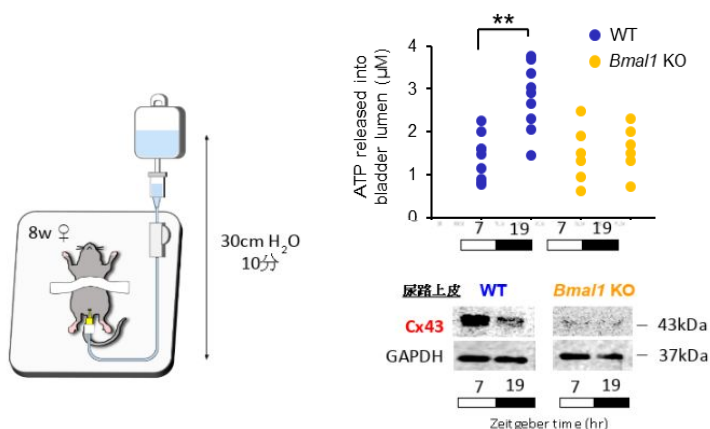 8w ♀
30cm H₂O
10分
WT
Bmal1 KO
**
ATP released into
bladder lumen (μM)
4
3
2
1
0
7 19 7 19
尿路上皮 WT Bmal1 KO
Cx43 — 43kDa
GAPDH — 37kDa
7 19 7 19
Zeitgeber time (hr)